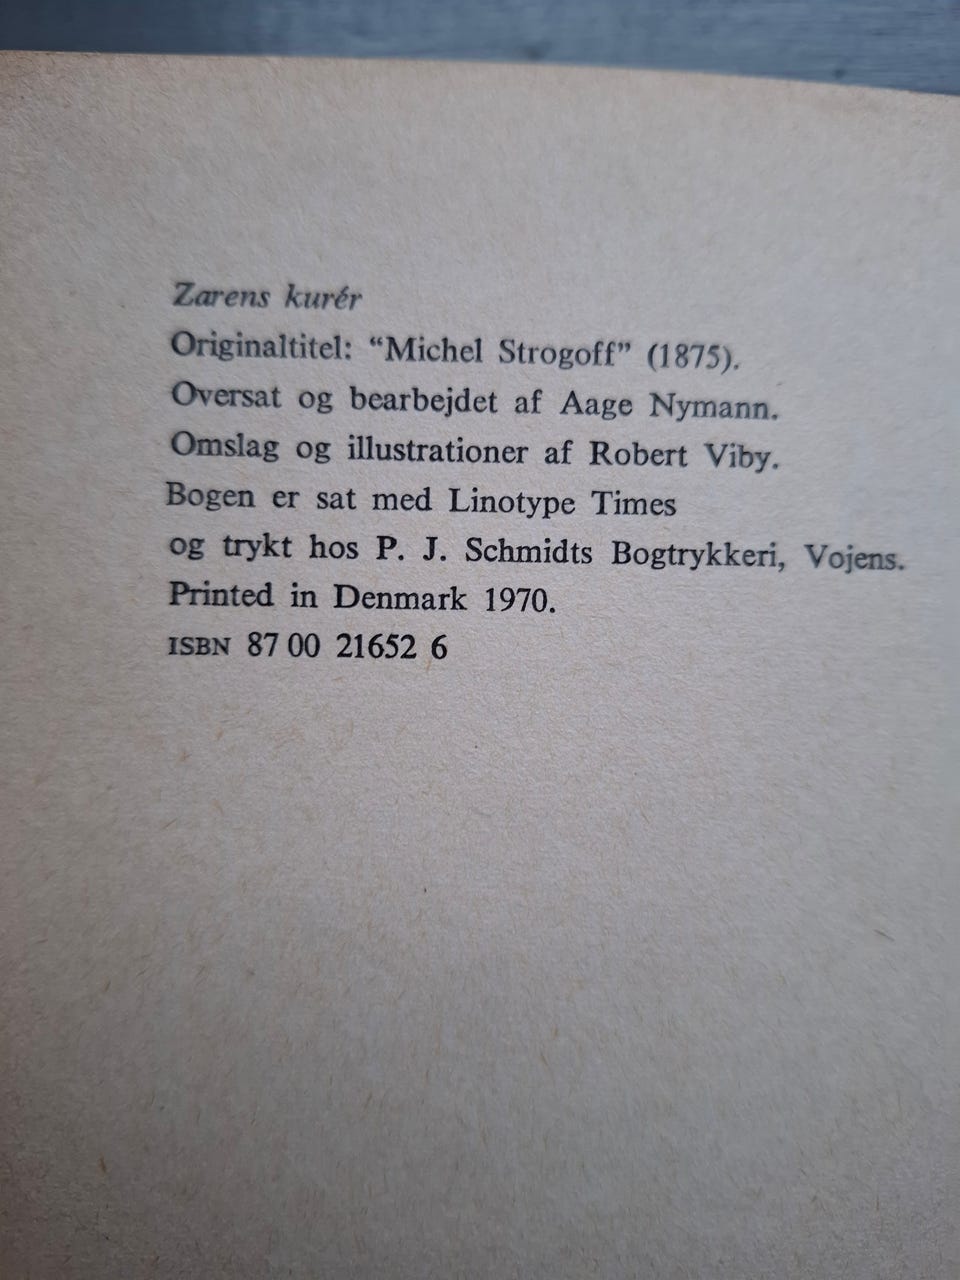 Zarens kurér
Originaltitel: “Michel Strogoff” (1875).
Oversat og bearbejdet af Aage Nymann.
Omslag og illustrationer af Robert Viby.
Bogen er sat med Linotype Times
og trykt hos P. J. Schmidts Bogtrykkeri, Vojens.
Printed in Denmark 1970.
ISBN 87 00 21652 6